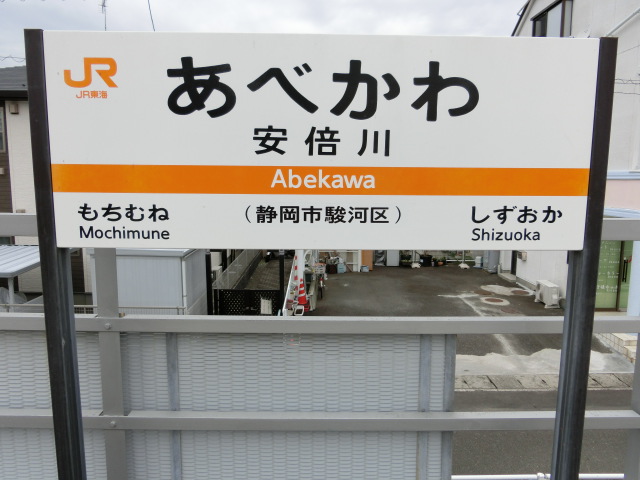 JR
JR東海
あべかわ
安倍川
Abekawa
もちむね （静岡市駿河区） しずおか
Mochimune Shizuoka